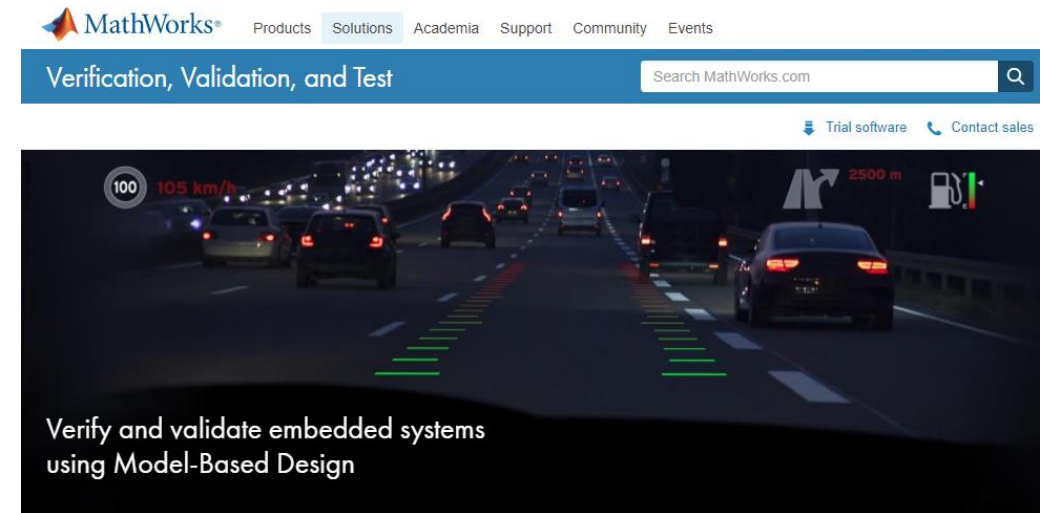 MathWorks®
Products Solutions Academia Support Community Events
Verification, Validation, and Test
Search MathWorks.com
Trial software Contact sales
100 105 km/h 2500 m
Verify and validate embedded systems
using Model-Based Design